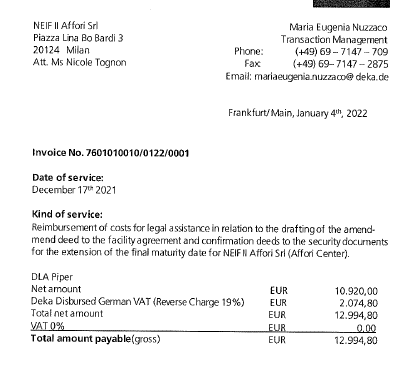 NEIF II Affori Srl
Piazza Lina Bo Bardi 3
20124 Milan
Att. Ms Nicole Tognon
Maria Eugenia Nuzzaco
Transaction Management
Phone: (+49) 69 – 7147 – 709
Fax: (+49) 69 – 7147 – 2875
Email: mariaeugenia.nuzzaco@deka.de
Frankfurt/Main, January 4th, 2022
Invoice No. 7601010010/0122/0001
Date of service:
December 17th 2021
Kind of service:
Reimbursement of costs for legal assistance in relation to the drafting of the amend-
mend deed to the facility agreement and confirmation deeds to the security documents
for the extension of the final maturity date for NEIF II Affori Srl (Affori Center).
DLA Piper
Net amount EUR 10.920,00
Deka Disbursed German VAT (Reverse Charge 19%) EUR 2.074,80
Total net amount EUR 12.994,80
VAT 0% EUR 0,00
Total amount payable(gross) EUR 12.994,80